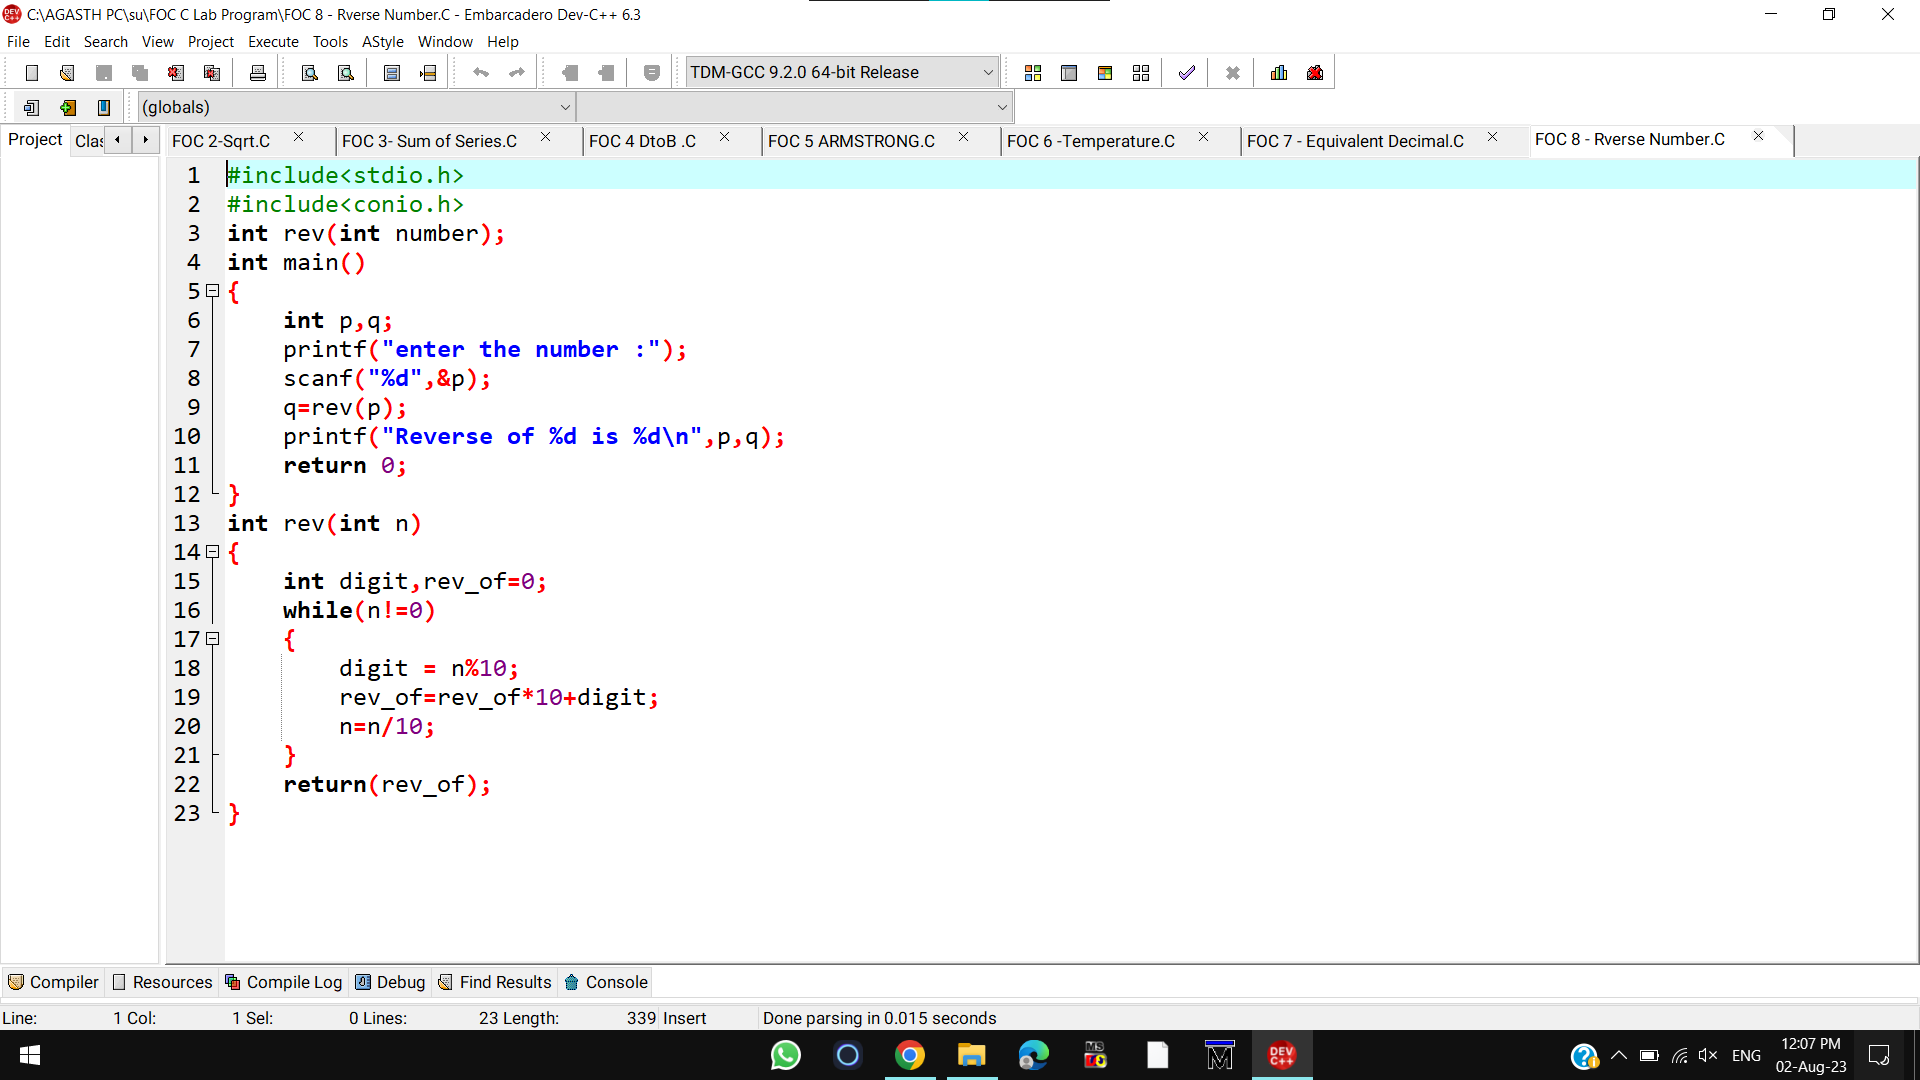 C:\AGASTH PC\su\FOC C Lab Program\FOC 8 - Rverse Number.C - Embarcadero Dev-C++ 6.3
File Edit Search View Project Execute Tools AStyle Window Help
TDM-GCC 9.2.0 64-bit Release
(globals)
Project Clas FOC 2-Sqrt.C FOC 3- Sum of Series.C FOC 4 DtoB .C FOC 5 ARMSTRONG.C FOC 6 -Temperature.C FOC 7 - Equivalent Decimal.C FOC 8 - Rverse Number.C
1 #include<stdio.h>
2 #include<conio.h>
3 int rev(int number);
4 int main()
5 {
6 int p,q;
7 printf("enter the number :");
8 scanf("%d",&p);
9 q=rev(p);
10 printf("Reverse of %d is %d\n",p,q);
11 return 0;
12 }
13 int rev(int n)
14 {
15 int digit,rev_of=0;
16 while(n!=0)
17 {
18 digit = n%10;
19 rev_of=rev_of*10+digit;
20 n=n/10;
21 }
22 return(rev_of);
23 }
Compiler Resources Compile Log Debug Find Results Console
Line: 1 Col: 1 Sel: 0 Lines: 23 Length: 339 Insert Done parsing in 0.015 seconds
MS
DEV C++
ENG
12:07 PM
02-Aug-23